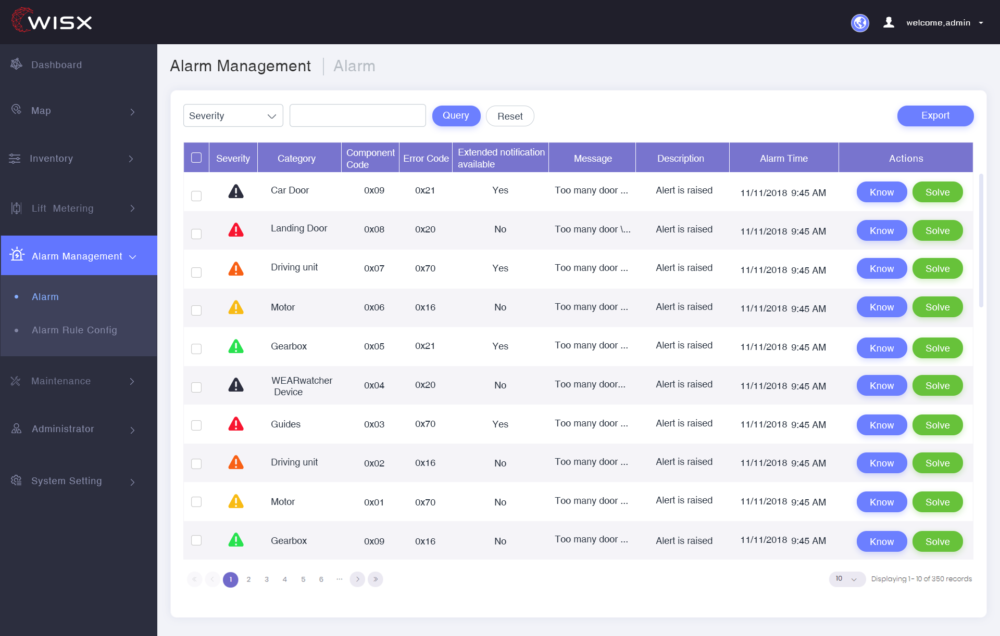 WISX
welcome,admin
Dashboard
Map
Inventory
Lift Metering
Alarm Management
Alarm
Alarm Rule Config
Maintenance
Administrator
System Setting
Alarm Management | Alarm
Severity Query Reset Export
Severity Category Component Code Error Code Extended notification available Message Description Alarm Time Actions
Car Door 0x09 0x21 Yes Too many door ... Alert is raised 11/11/2018 9:45 AM Know Solve
Landing Door 0x08 0x20 No Too many door \... Alert is raised 11/11/2018 9:45 AM Know Solve
Driving unit 0x07 0x70 Yes Too many door ... Alert is raised 11/11/2018 9:45 AM Know Solve
Motor 0x06 0x16 No Too many door ... Alert is raised 11/11/2018 9:45 AM Know Solve
Gearbox 0x05 0x21 Yes Too many door ... Alert is raised 11/11/2018 9:45 AM Know Solve
WEARwatcher Device 0x04 0x20 No Too many door... Alert is raised 11/11/2018 9:45 AM Know Solve
Guides 0x03 0x70 Yes Too many door ... Alert is raised 11/11/2018 9:45 AM Know Solve
Driving unit 0x02 0x16 No Too many door ... Alert is raised 11/11/2018 9:45 AM Know Solve
Motor 0x01 0x70 No Too many door ... Alert is raised 11/11/2018 9:45 AM Know Solve
Gearbox 0x09 0x16 No Too many door ... Alert is raised 11/11/2018 9:45 AM Know Solve
1 2 3 4 5 6 ... 10 Displaying 1- 10 of 350 records